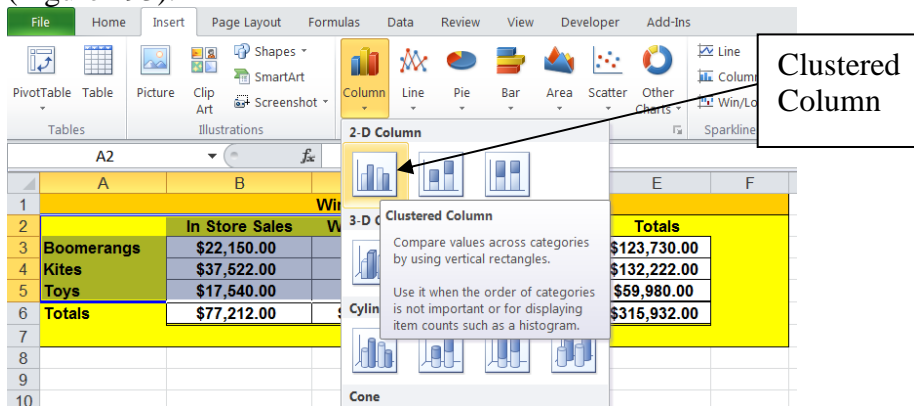 File Home Insert Page Layout Formulas Data Review View Developer Add-Ins
PivotTable Table Picture Clip Art Shapes SmartArt Screenshot Column Line Pie Bar Area Scatter Other Charts Line Column Win/Lo
Tables Illustrations Sparkline
Clustered
Column
2-D Column
A2 fx
A B E F
1 Win
2 In Store Sales W Totals
3 Boomerangs $22,150.00 $123,730.00
4 Kites $37,522.00 $132,222.00
5 Toys $17,540.00 $59,980.00
6 Totals $77,212.00 $315,932.00
7
8
9
10
3-D C
Clustered Column
Compare values across categories
by using vertical rectangles.
Use it when the order of categories
is not important or for displaying
item counts such as a histogram.
Cylin
Cone